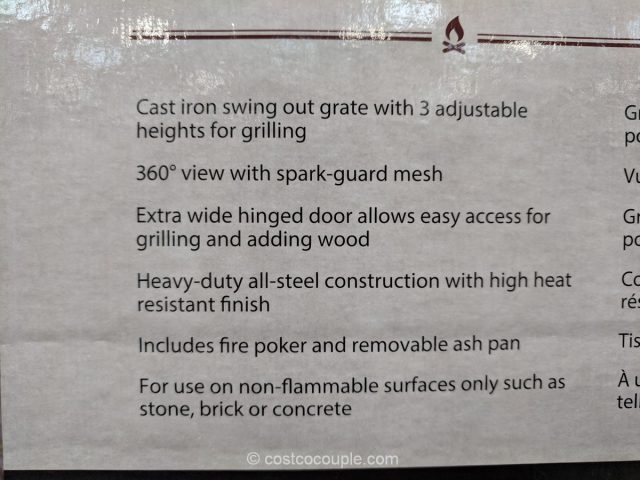 Cast iron swing out grate with 3 adjustable
heights for grilling
360° view with spark-guard mesh
Extra wide hinged door allows easy access for
grilling and adding wood
Heavy-duty all-steel construction with high heat
resistant finish
Includes fire poker and removable ash pan
For use on non-flammable surfaces only such as
stone, brick or concrete
À
© costcocouple.com